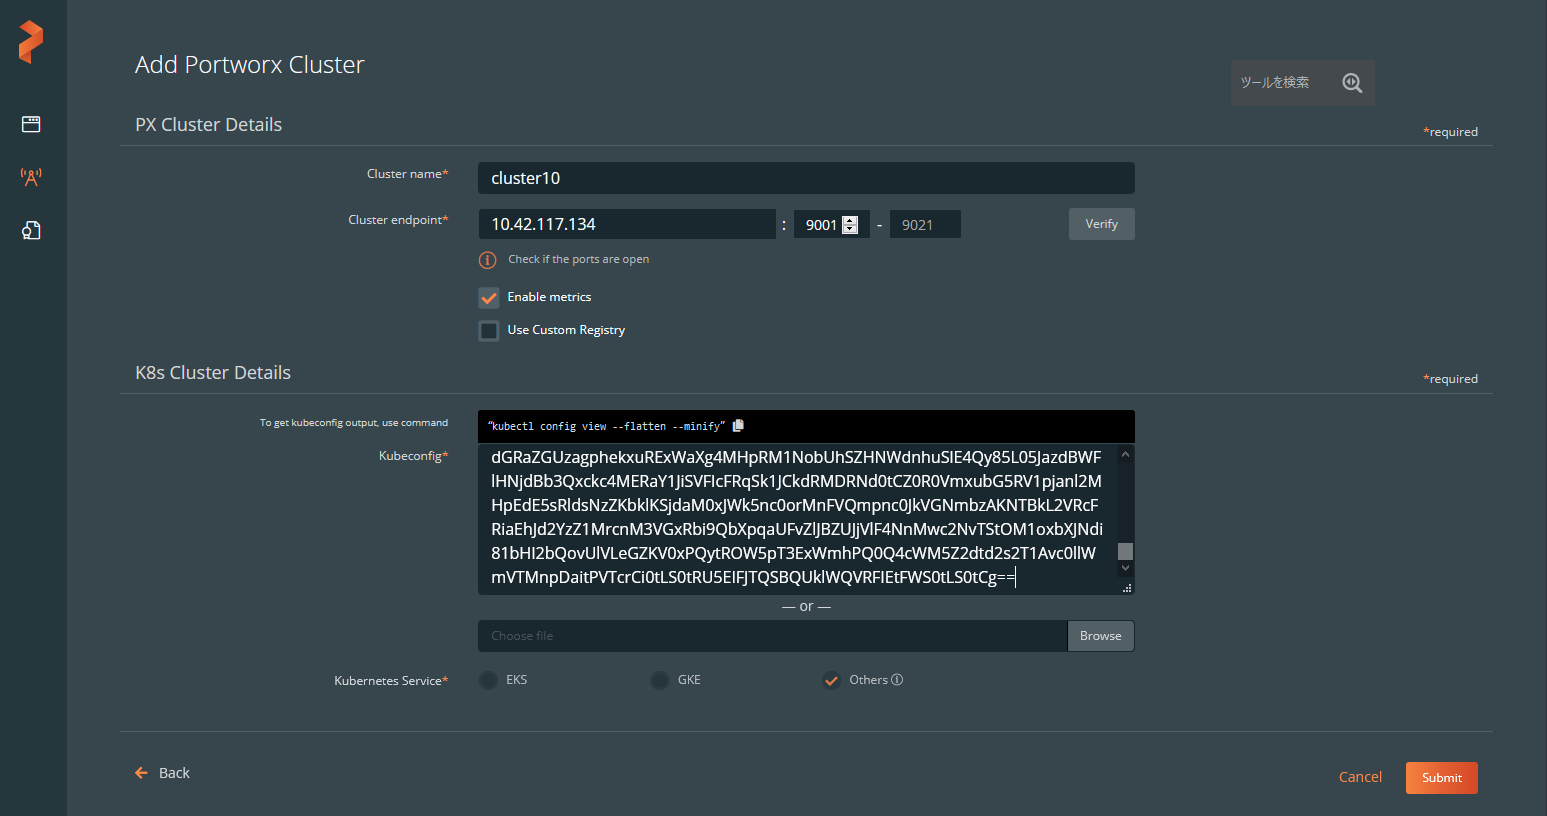 Add Portworx Cluster
ツールを検索
PX Cluster Details
*required
Cluster name*
cluster10
Cluster endpoint*
10.42.117.134 : 9001 - 9021
Verify
Check if the ports are open
Enable metrics
Use Custom Registry
K8s Cluster Details
*required
To get kubeconfig output, use command
“kubectl config view --flatten --minify”
Kubeconfig*
— or —
Choose file
Browse
Kubernetes Service*
EKS
GKE
Others
Back
Cancel
Submit